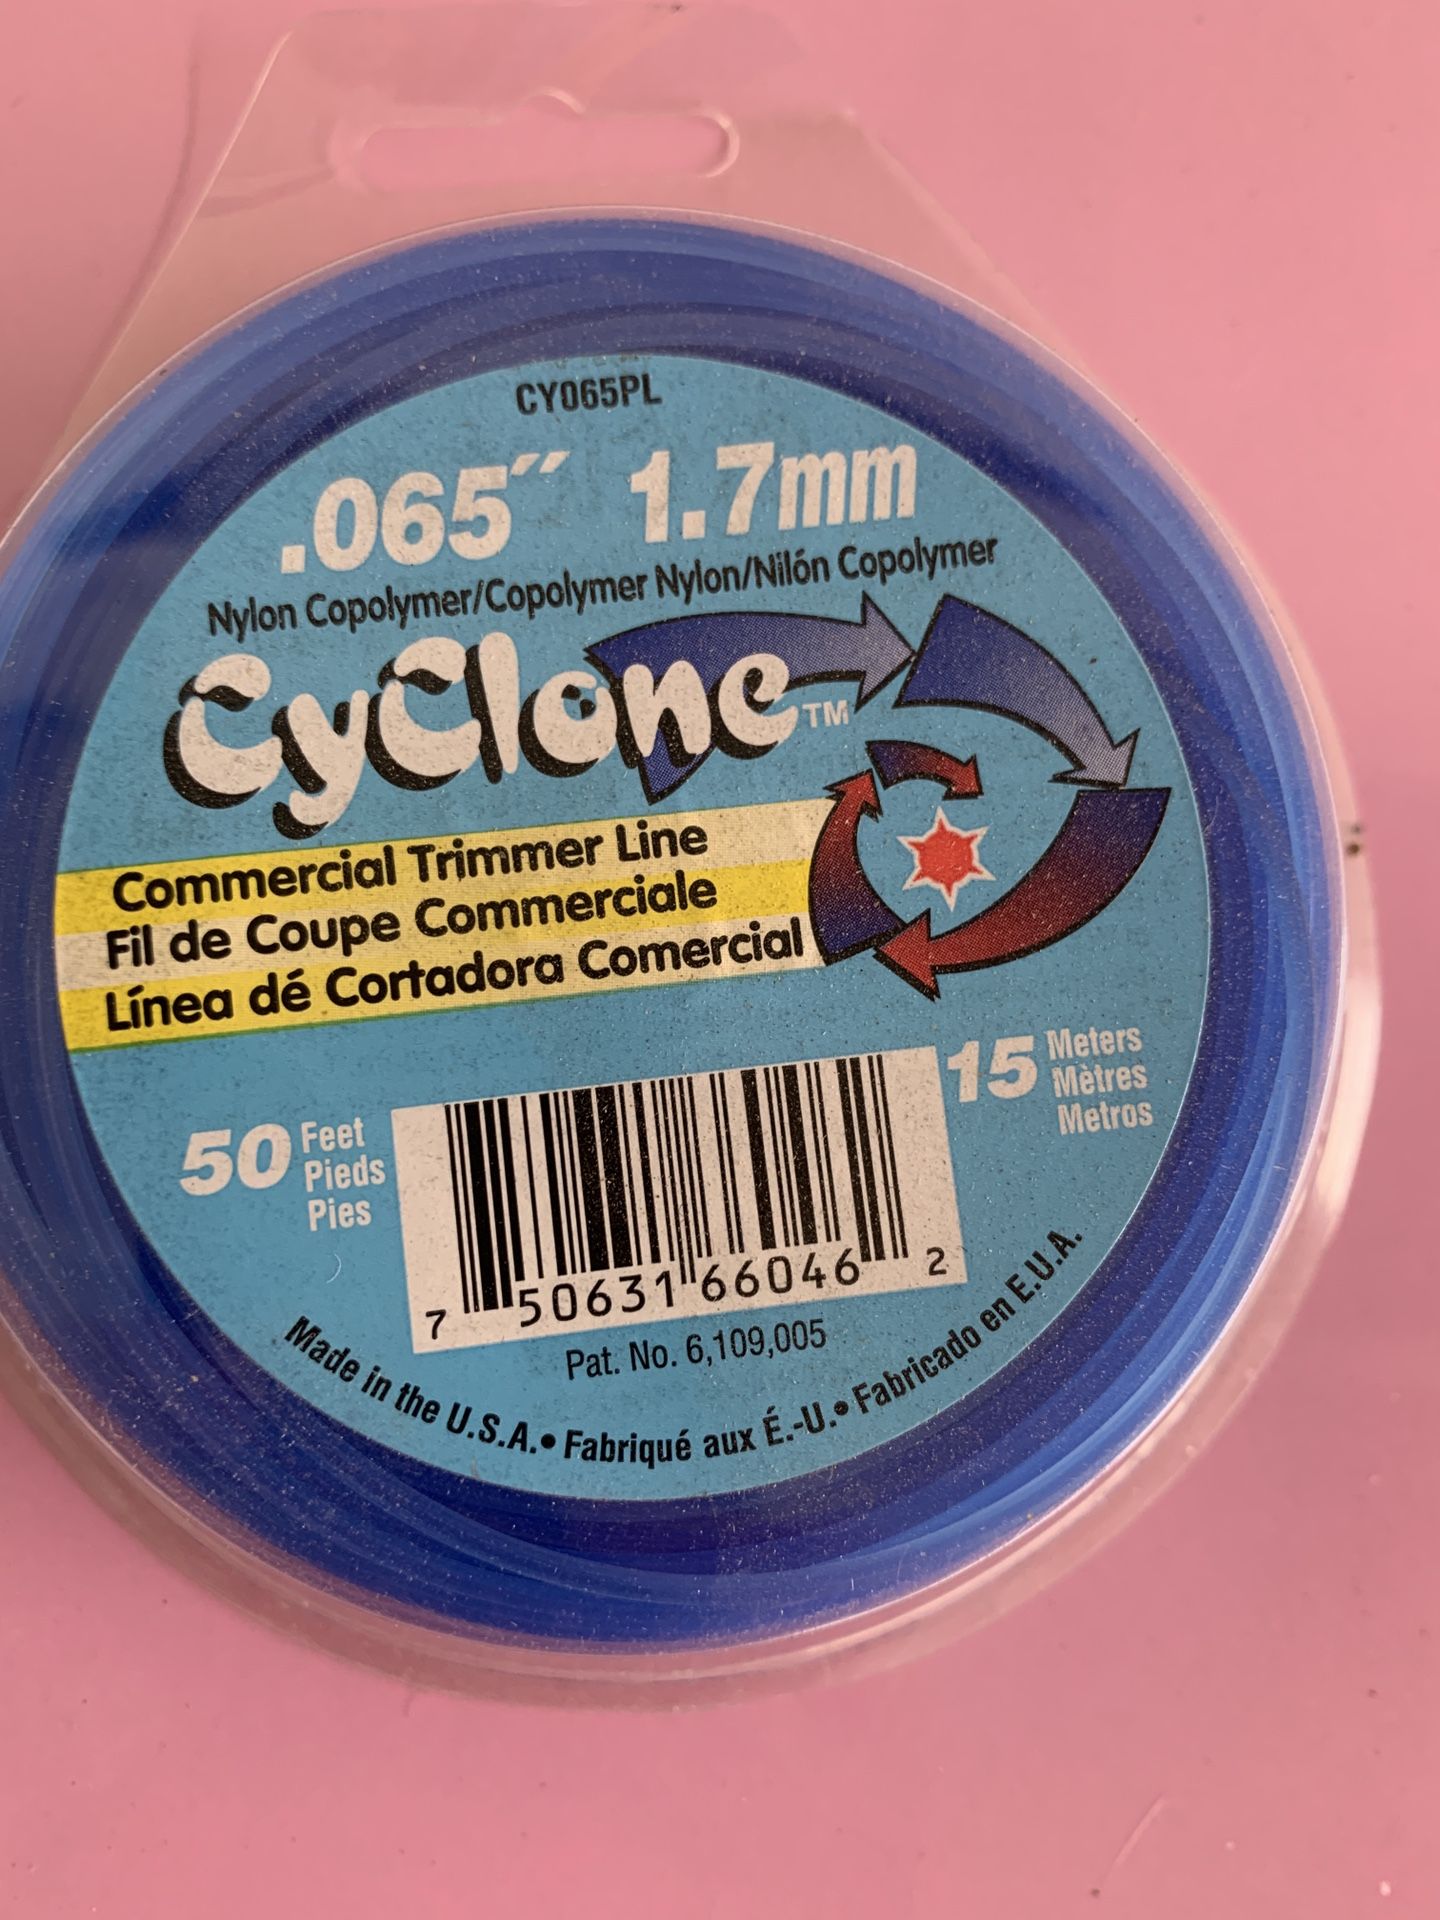 CY065PL
.065″ 1.7mm
Nylon Copolymer/Copolymer Nylon/Nilón Copolymer
CyClone™
Commercial Trimmer Line
Fil de Coupe Commerciale
Línea dé Cortadora Comercial
50 Feet
Pieds
Pies
15 Meters
Mètres
Metros
7 50631 66046 2
Pat. No. 6,109,005
Made in the U.S.A. • Fabriqué aux É.-U. • Fabricado en E.U.A.